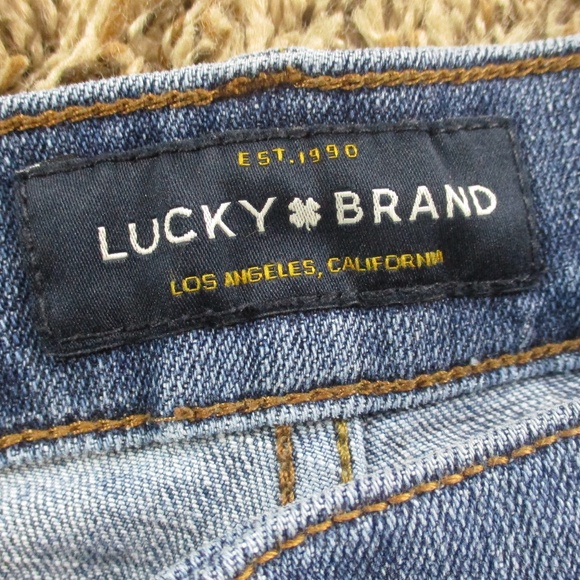 EST. 1990
LUCKY BRAND
LOS ANGELES, CALIFORNIA